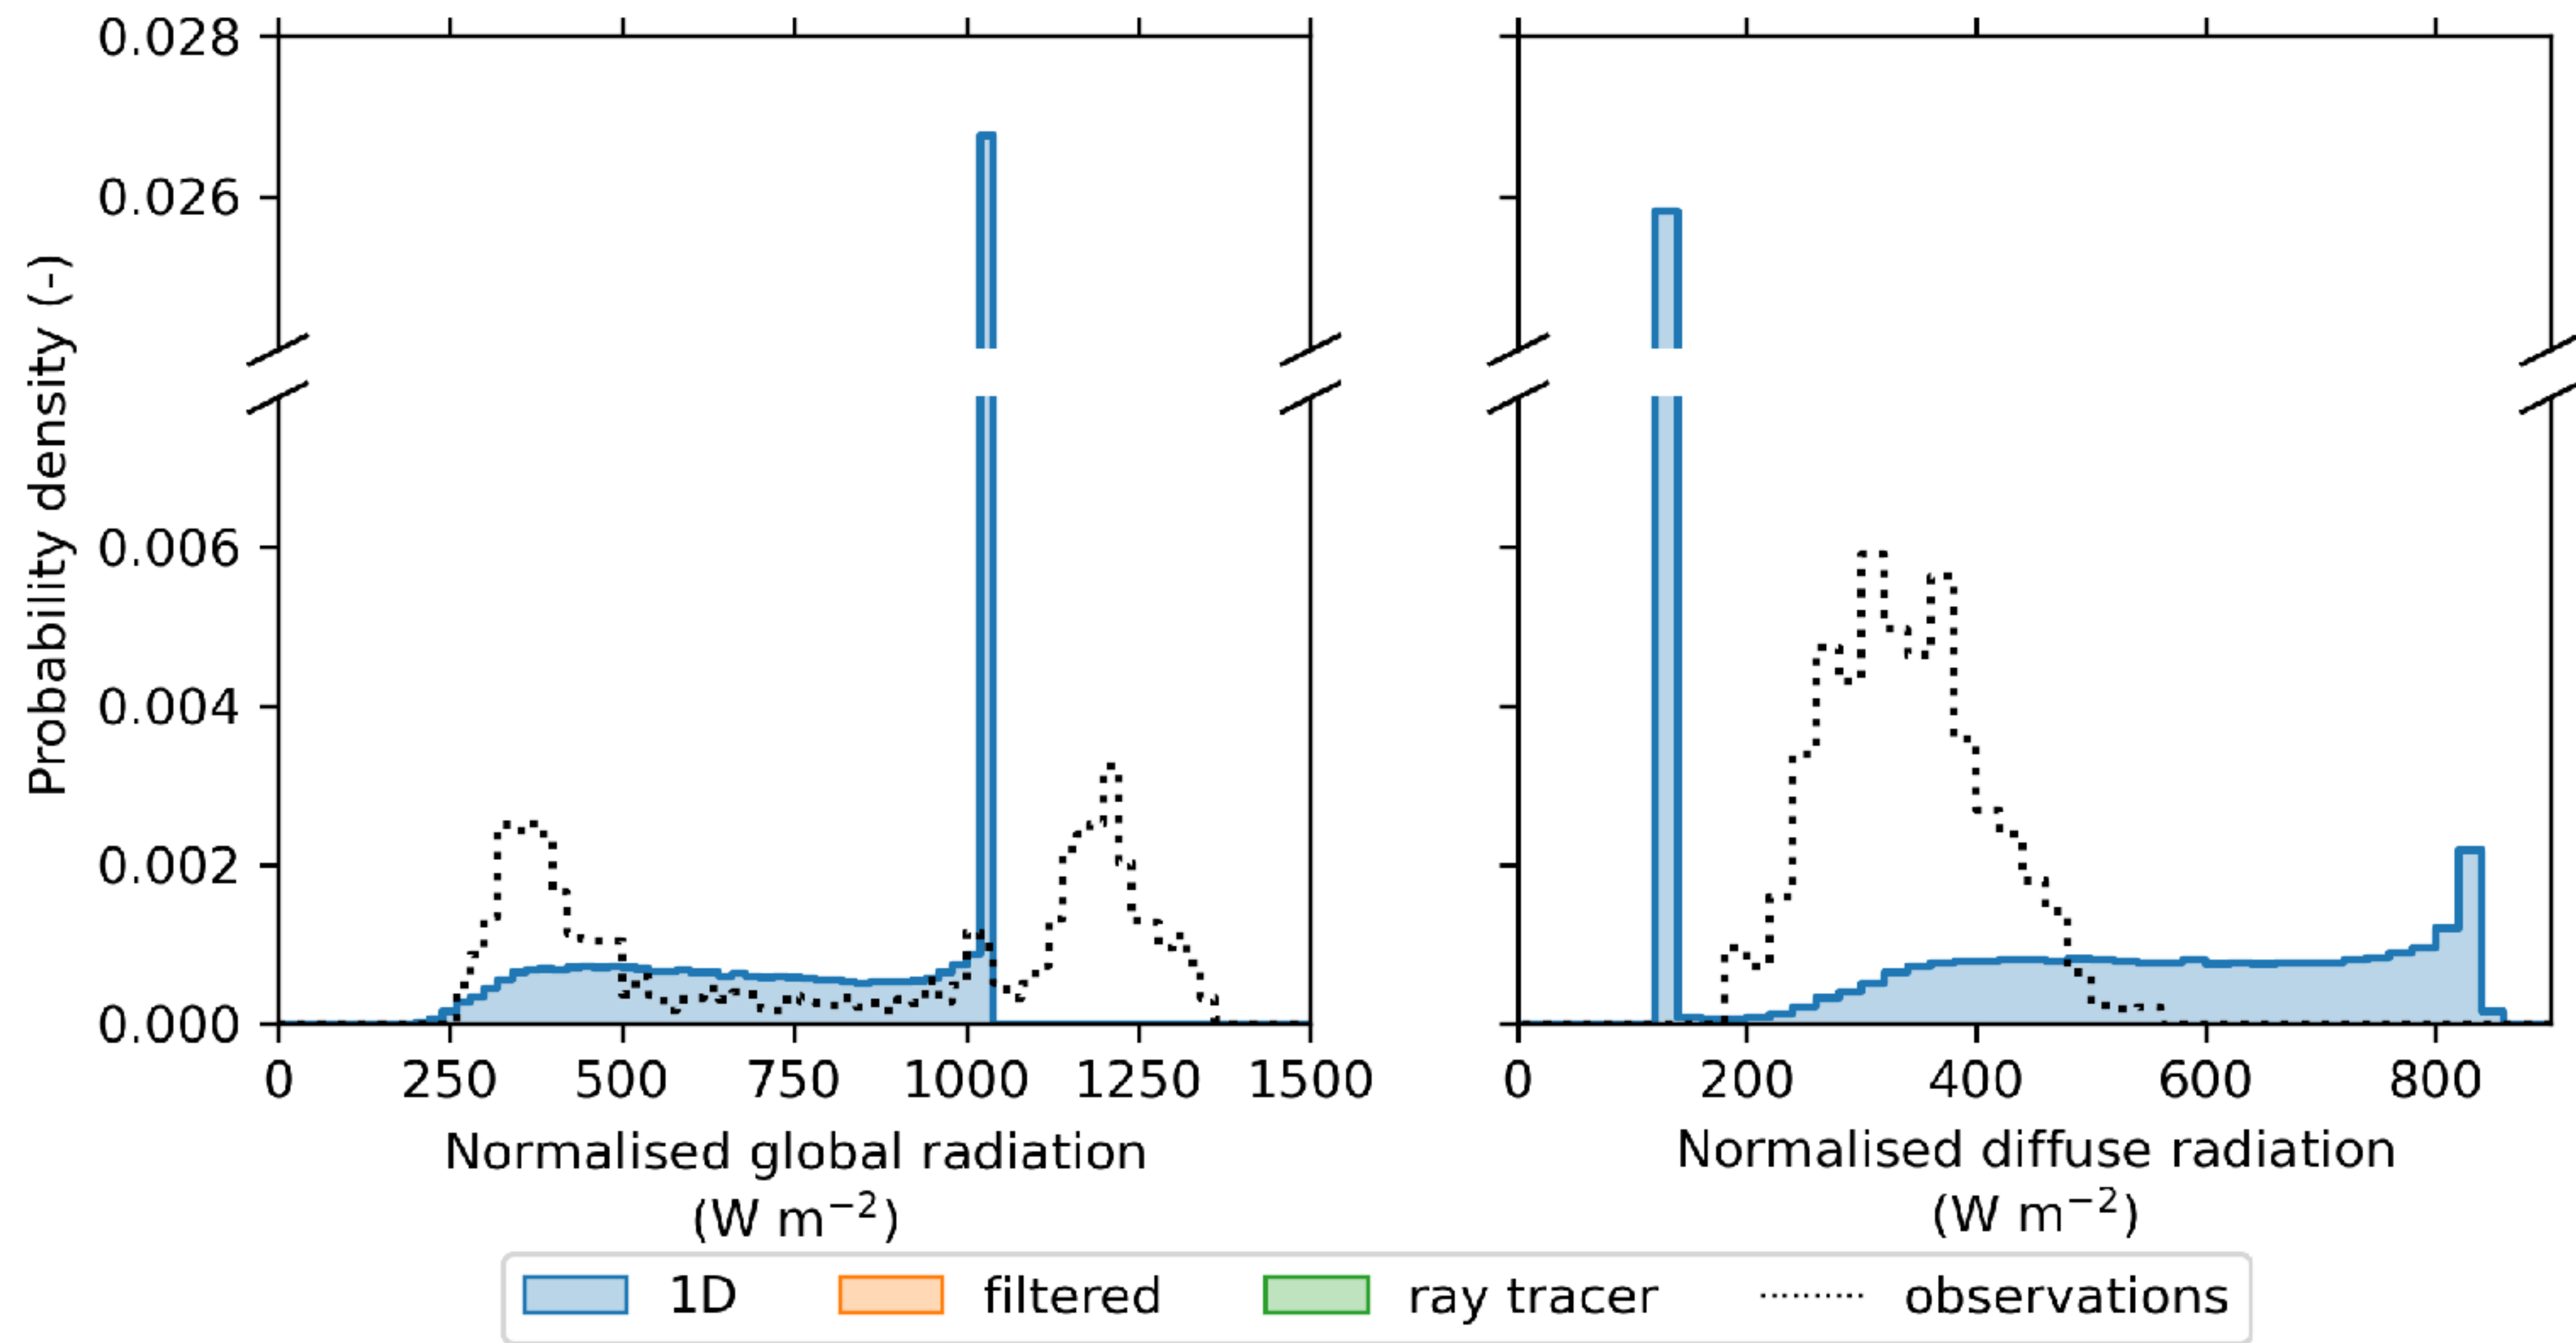 Probability density (-)
0.028
0.026
0.006
0.004
0.002
0.000
0 250 500 750 1000 1250 1500
Normalised global radiation
(W m⁻²)
0 200 400 600 800
Normalised diffuse radiation
(W m⁻²)
1D filtered ray tracer observations